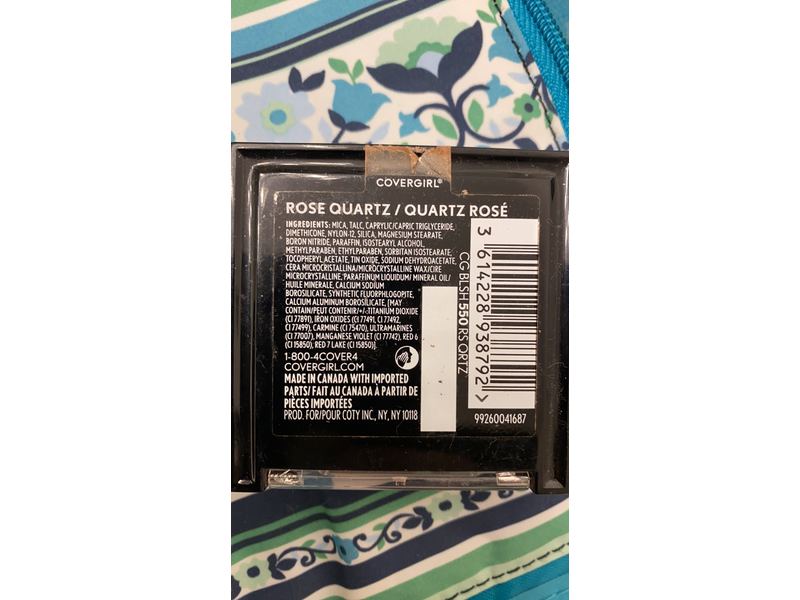 COVERGIRL®
ROSE QUARTZ / QUARTZ ROSÉ
INGREDIENTS: MICA, TALC, CAPRYLIC/CAPRIC TRIGLYCERIDE,
DIMETHICONE, NYLON-12, SILICA, MAGNESIUM STEARATE,
BORON NITRIDE, PARAFFIN, ISOSTEARYL ALCOHOL,
METHYLPARABEN, ETHYLPARABEN, SORBITAN ISOSTEARATE,
TOCOPHERYL ACETATE, TIN OXIDE, SODIUM DEHYDROACETATE,
CERA MICROCRISTALLINA/MICROCRYSTALLINE WAX/CIRE
MICROCRYSTALLINE, PARAFFINUM LIQUIDUM/ MINERAL OIL/
HUILE MINERALE, CALCIUM SODIUM
BOROSILICATE, SYNTHETIC FLUORPHLOGOPITE,
CALCIUM ALUMINUM BOROSILICATE, [MAY
CONTAIN/PEUT CONTENIR/+/-:TITANIUM DIOXIDE
(CI 77891), IRON OXIDES (CI 77491, CI 77492,
CI 77499), CARMINE (CI 75470), ULTRAMARINES
(CI 77007), MANGANESE VIOLET (CI 77742), RED 6
(CI 15850), RED 7 LAKE (CI 15850)].
1-800-4COVER4
COVERGIRL.COM
MADE IN CANADA WITH IMPORTED
PARTS/ FAIT AU CANADA À PARTIR DE
PIÈCES IMPORTÉES
PROD. FOR/POUR COTY INC., NY, NY 10118
CG BLSH 550 RS QRTZ
3 614228 938792 >
99260041687